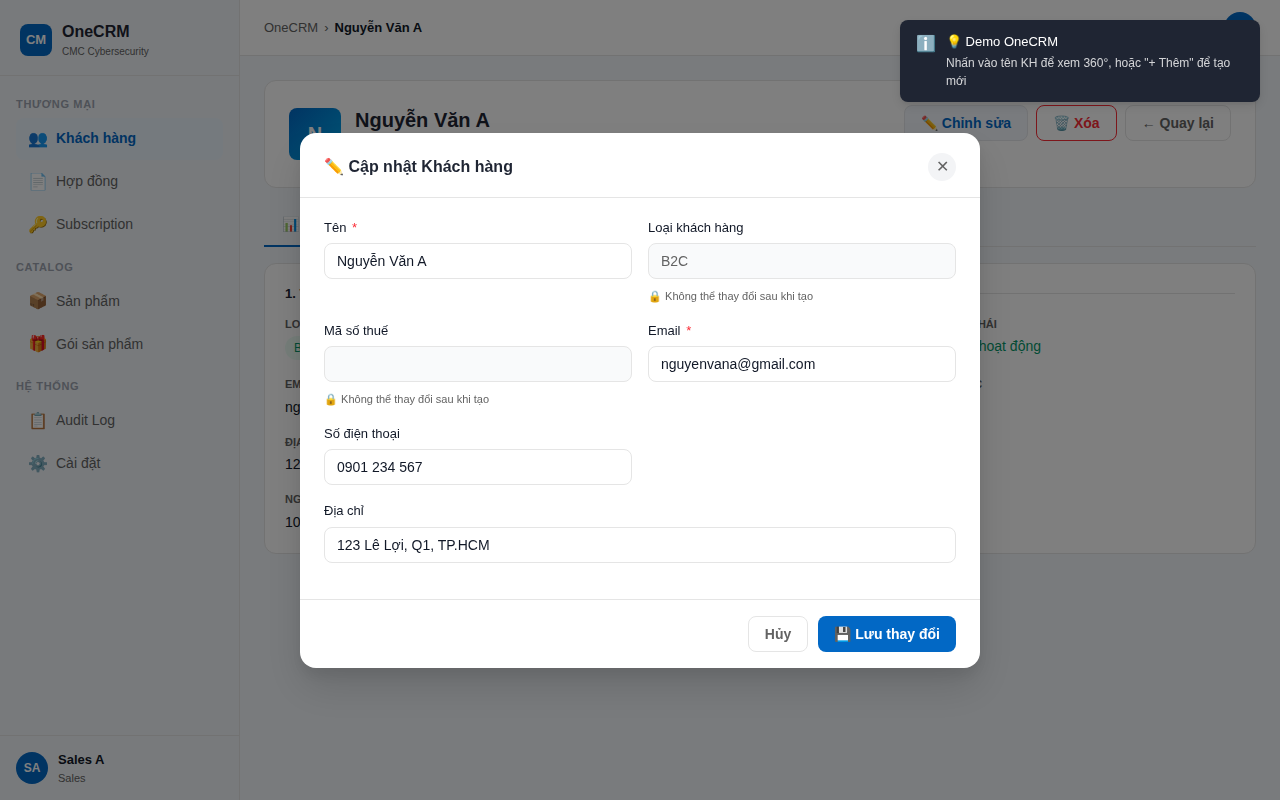 CM
OneCRM
CMC Cybersecurity
THƯƠNG MẠI
👥 Khách hàng
📄 Hợp đồng
🔑 Subscription
CATALOG
📦 Sản phẩm
🎁 Gói sản phẩm
HỆ THỐNG
📋 Audit Log
⚙️ Cài đặt
SA
Sales A
Sales
OneCRM › Nguyễn Văn A
ℹ️ 💡 Demo OneCRM
Nhấn vào tên KH để xem 360°, hoặc "+ Thêm" để tạo
mới
Nguyễn Văn A
✏️ Chỉnh sửa
🗑️ Xóa
← Quay lại
✏️ Cập nhật Khách hàng
✕
Tên *
Nguyễn Văn A
Loại khách hàng
B2C
🔒 Không thể thay đổi sau khi tạo
Mã số thuế
🔒 Không thể thay đổi sau khi tạo
Email *
nguyenvana@gmail.com
Số điện thoại
0901 234 567
Địa chỉ
123 Lê Lợi, Q1, TP.HCM
Hủy
💾 Lưu thay đổi
1.
hoạt động